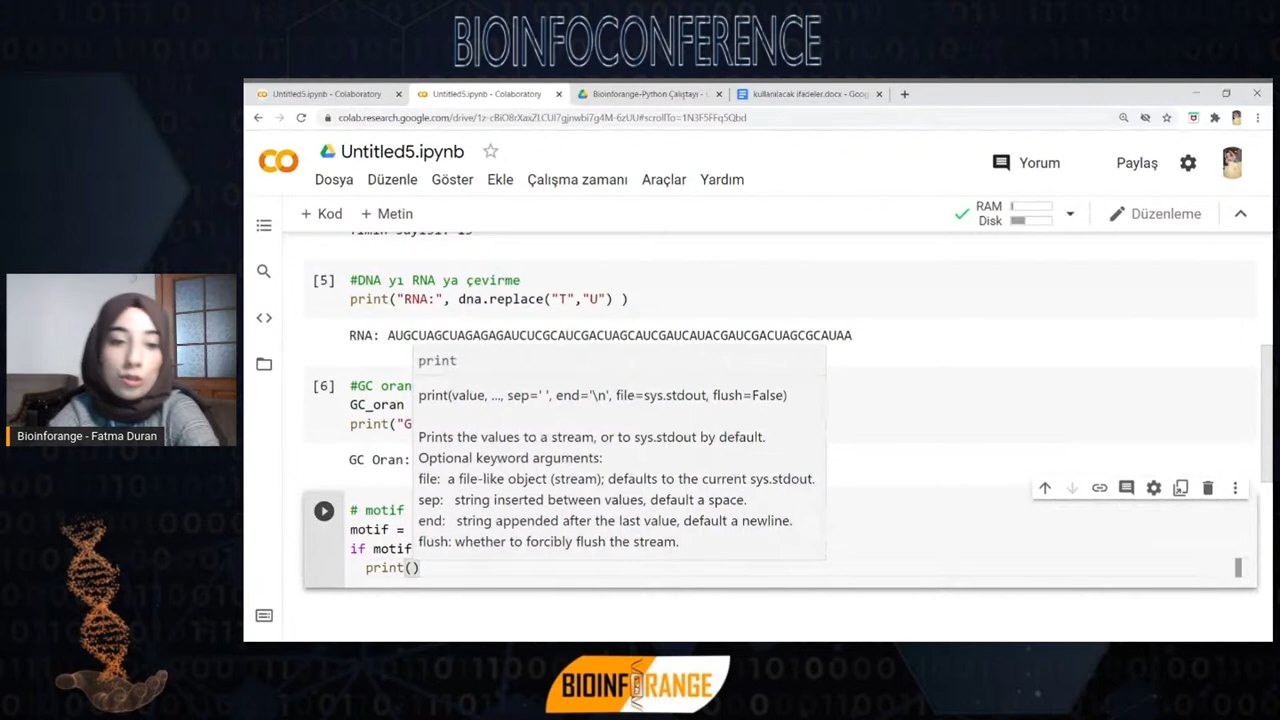 BIOINFOCONFERENCE
Untitled5.ipynb - Colaboratory
Untitled5.ipynb - Colaboratory
Bioinforange-Python Çalıştayı -
kullanılacak ifadeler.docx - Goog
colab.research.google.com/drive/1z-cBiO8rXaxZLCUI7gjnwbi7g4M-6zUU#scrollTo=1N3F5FFq5Qbd
Untitled5.ipynb
Yorum
Paylaş
Dosya Düzenle Göster Ekle Çalışma zamanı Araçlar Yardım
+ Kod + Metin
RAM
Disk
Düzenleme
[5] #DNA yı RNA ya çevirme
print("RNA:", dna.replace("T","U") )
RNA: AUGCUAGCUAGAGAGAUCUCGCAUCGACUAGCAUCGAUCAUACGAUCGACUAGCGCAUAA
print
[6] #GC oran
print(value, ..., sep=' ', end='\n', file=sys.stdout, flush=False)
GC_oran
print("G
Prints the values to a stream, or to sys.stdout by default.
Optional keyword arguments:
GC Oran:
file: a file-like object (stream); defaults to the current sys.stdout.
sep: string inserted between values, default a space.
end: string appended after the last value, default a newline.
flush: whether to forcibly flush the stream.
# motif
motif =
if motif
print()
Bioinforange - Fatma Duran
BIOINFORANGE